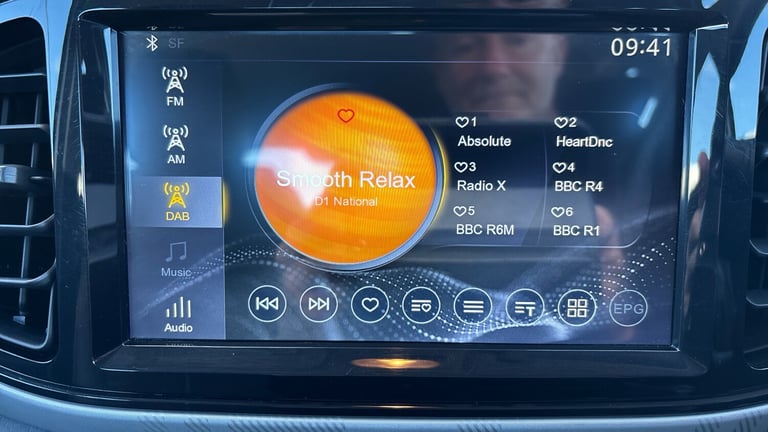 SF
09:41
FM
AM
DAB
Music
Audio
Smooth Relax
D1 National
1
Absolute
2
HeartDnc
3
Radio X
4
BBC R4
5
BBC R6M
6
BBC R1
T
EPG